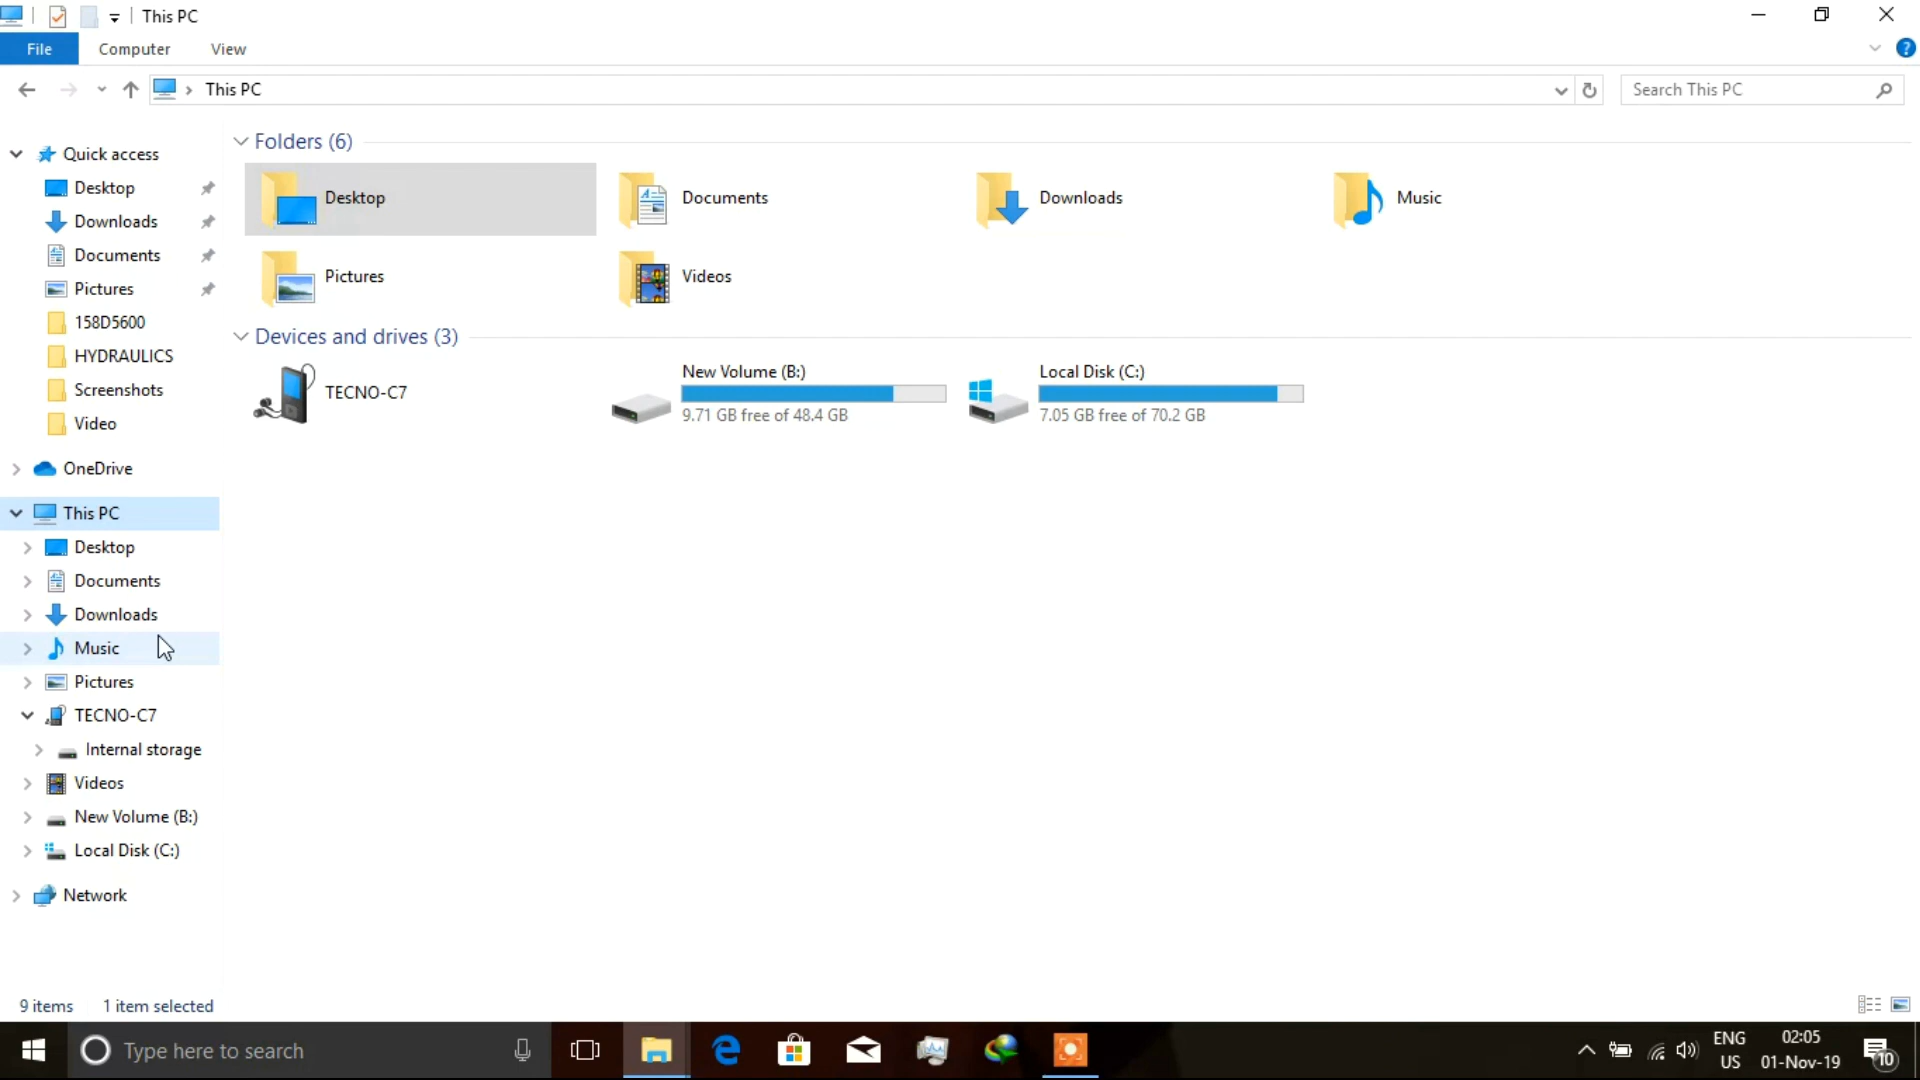 This PC
File
Computer
View
This PC
Search This PC
Quick access
Desktop
Downloads
Documents
Pictures
158D5600
HYDRAULICS
Screenshots
Video
OneDrive
This PC
Desktop
Documents
Downloads
Music
Pictures
TECNO-C7
Internal storage
Videos
New Volume (B:)
Local Disk (C:)
Network
Folders (6)
Desktop
Documents
Downloads
Music
Pictures
Videos
Devices and drives (3)
TECNO-C7
New Volume (B:)
9.71 GB free of 48.4 GB
Local Disk (C:)
7.05 GB free of 70.2 GB
9 items
1 item selected
Type here to search
ENG
US
02:05
01-Nov-19
10